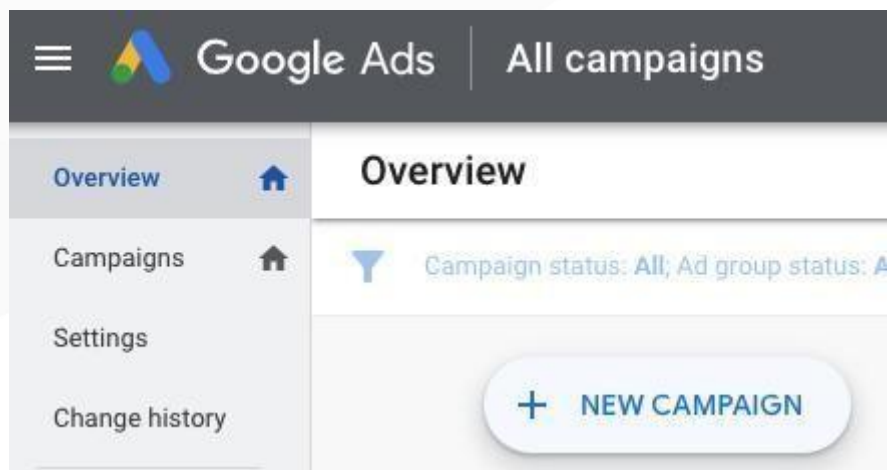 Google Ads All campaigns
Overview
Campaigns
Settings
Change history
Overview
Campaign status: All; Ad group status:
+ NEW CAMPAIGN